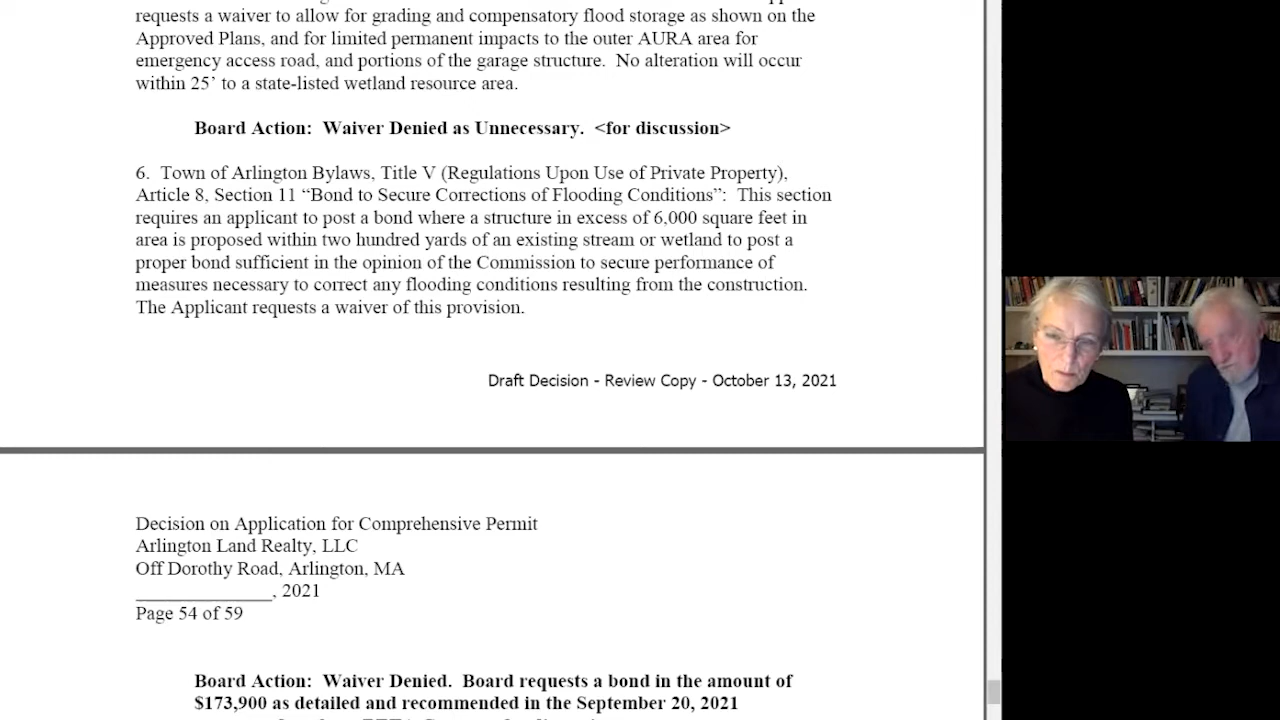 requests a waiver to allow for grading and compensatory flood storage as shown on the
Approved Plans, and for limited permanent impacts to the outer AURA area for
emergency access road, and portions of the garage structure.  No alteration will occur
within 25’ to a state-listed wetland resource area.
Board Action:  Waiver Denied as Unnecessary.  <for discussion>
6.  Town of Arlington Bylaws, Title V (Regulations Upon Use of Private Property),
Article 8, Section 11 “Bond to Secure Corrections of Flooding Conditions”:  This section
requires an applicant to post a bond where a structure in excess of 6,000 square feet in
area is proposed within two hundred yards of an existing stream or wetland to post a
proper bond sufficient in the opinion of the Commission to secure performance of
measures necessary to correct any flooding conditions resulting from the construction.
The Applicant requests a waiver of this provision.
Draft Decision - Review Copy - October 13, 2021
Decision on Application for Comprehensive Permit
Arlington Land Realty, LLC
Off Dorothy Road, Arlington, MA
_______________, 2021
Page 54 of 59
Board Action:  Waiver Denied.  Board requests a bond in the amount of
$173,900 as detailed and recommended in the September 20, 2021